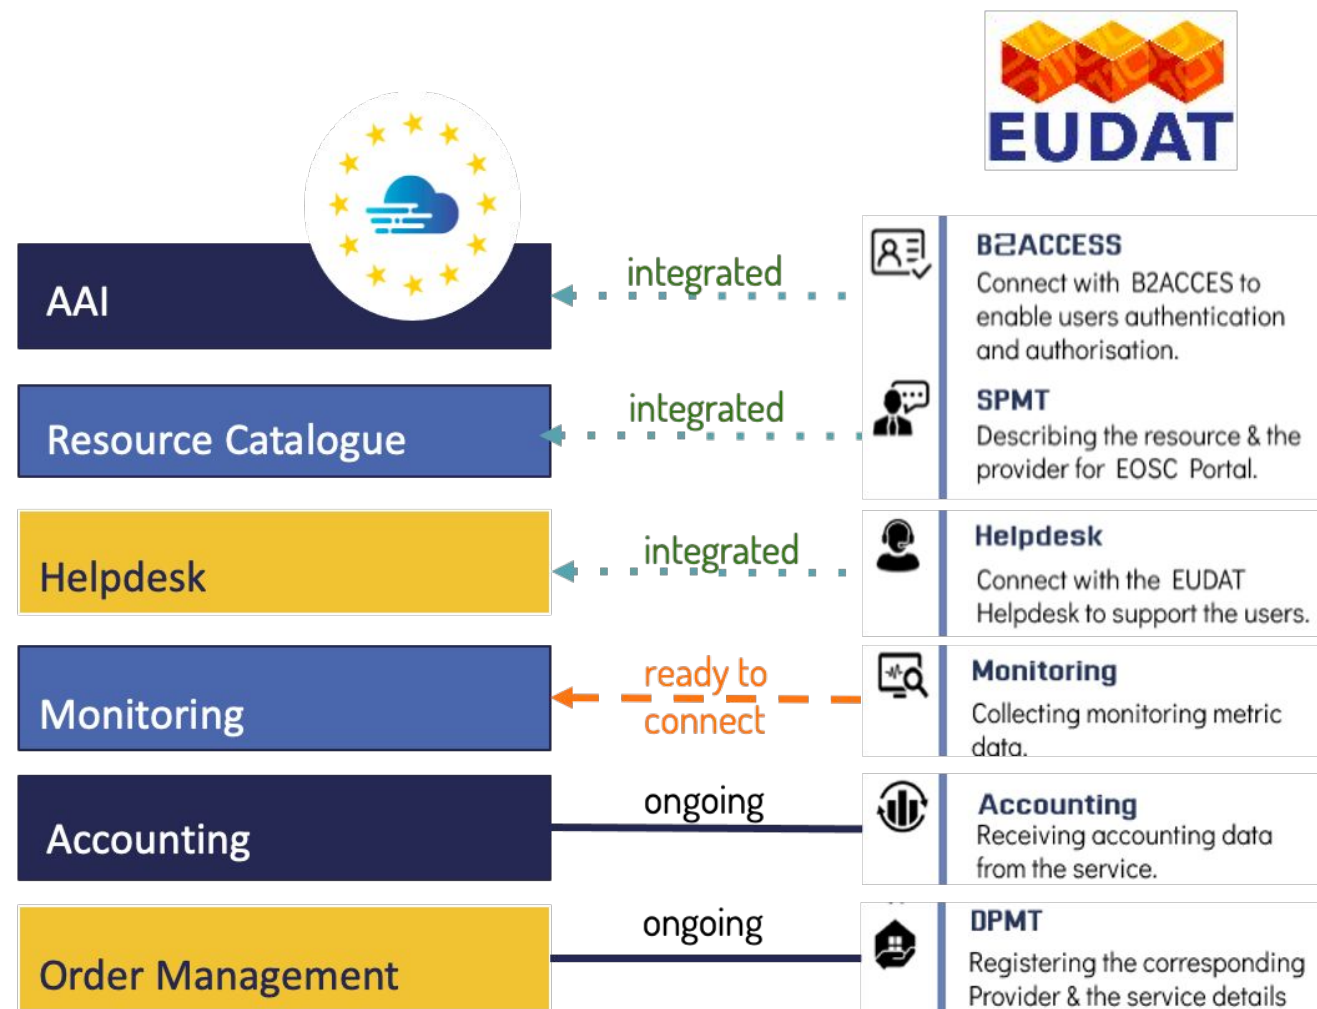 EUDAT
AAI
integrated
B2ACCESS
Connect with B2ACCES to
enable users authentication
and authorisation.
Resource Catalogue
integrated
SPMT
Describing the resource & the
provider for EOSC Portal.
Helpdesk
integrated
Helpdesk
Connect with the EUDAT
Helpdesk to support the users.
Monitoring
ready to
connect
Monitoring
Collecting monitoring metric
data.
Accounting
ongoing
Accounting
Receiving accounting data
from the service.
Order Management
ongoing
DPMT
Registering the corresponding
Provider & the service details